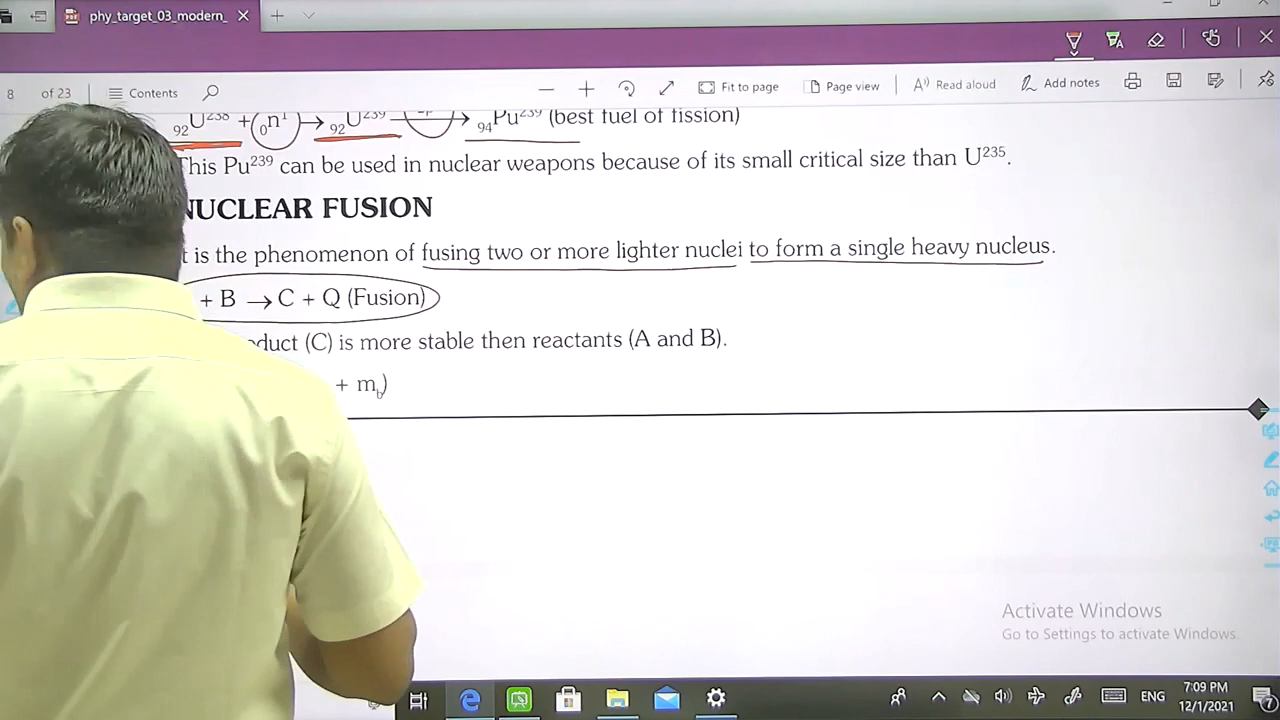 phy_target_03_modern_
8 of 23 Contents Fit to page Page view Read aloud Add notes
₉₂U²³⁸ + ₀n¹ → ₉₂U²³⁹ → ₉₄Pu²³⁹ (best fuel of fission)
This Pu²³⁹ can be used in nuclear weapons because of its small critical size than U²³⁵.
NUCLEAR FUSION
is the phenomenon of fusing two or more lighter nuclei to form a single heavy nucleus.
+ B → C + Q (Fusion)
(C) is more stable then reactants (A and B).
+ m_b)
Activate Windows
Go to Settings to activate Windows.
ENG 7:09 PM
12/1/2021
7